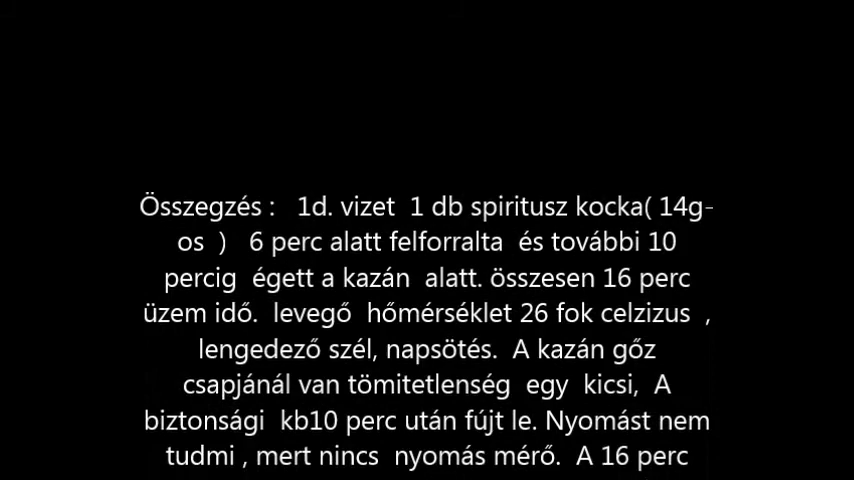 Összegzés :   1d. vizet  1 db spiritusz kocka( 14g-
os  )   6 perc alatt felforralta  és további 10
percig  égett a kazán  alatt. összesen 16 perc
üzem idő.  levegő  hőmérséklet 26 fok celzizus  ,
lengedező szél, napsötés.  A kazán gőz
csapjánál van tömitetlenség  egy  kicsi,  A
biztonsági  kb10 perc után fújt le. Nyomást nem
tudmi , mert nincs  nyomás mérő.  A 16 perc